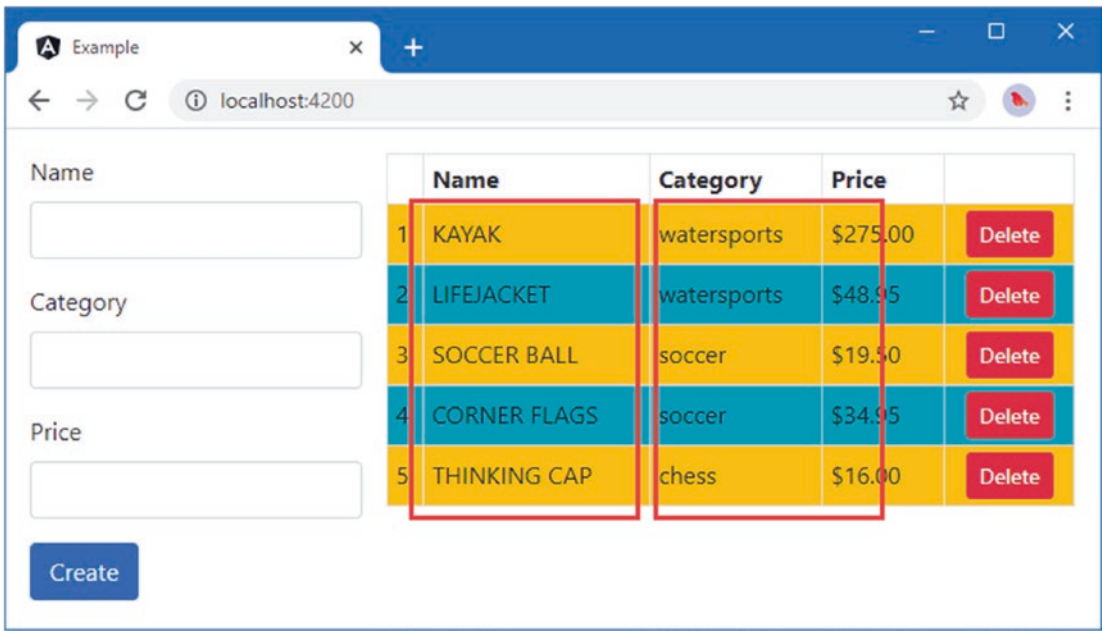 Example
localhost:4200
Name
Category
Price
Create
Name Category Price
1 KAYAK watersports $275.00 Delete
2 LIFEJACKET watersports $48.95 Delete
3 SOCCER BALL soccer $19.50 Delete
4 CORNER FLAGS soccer $34.95 Delete
5 THINKING CAP chess $16.00 Delete